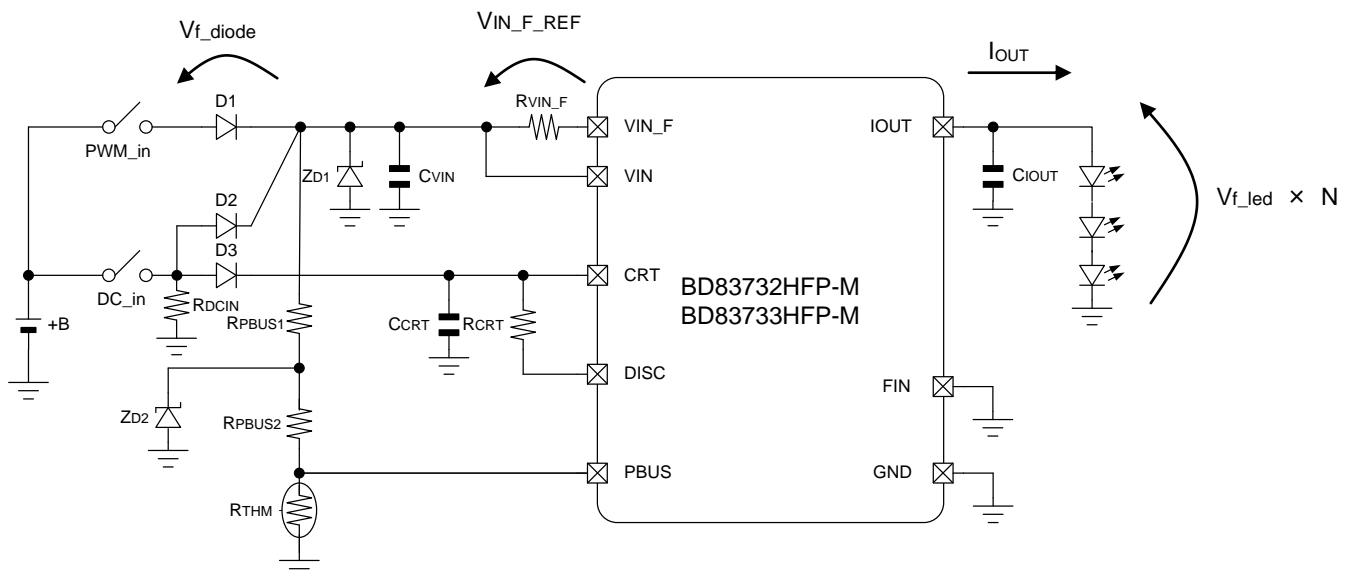 Vf_diode
VIN_F_REF
IOUT
D1
RVIN_F
VIN_F
IOUT
PWM_in
ZD1
CVIN
VIN
CIOUT
Vf_led × N
D2
D3
CRT
BD83732HFP-M
BD83733HFP-M
DC_in
RDCIN
+B
RPBUS1
CCRT
RCRT
DISC
FIN
ZD2
RPBUS2
PBUS
GND
RTHM